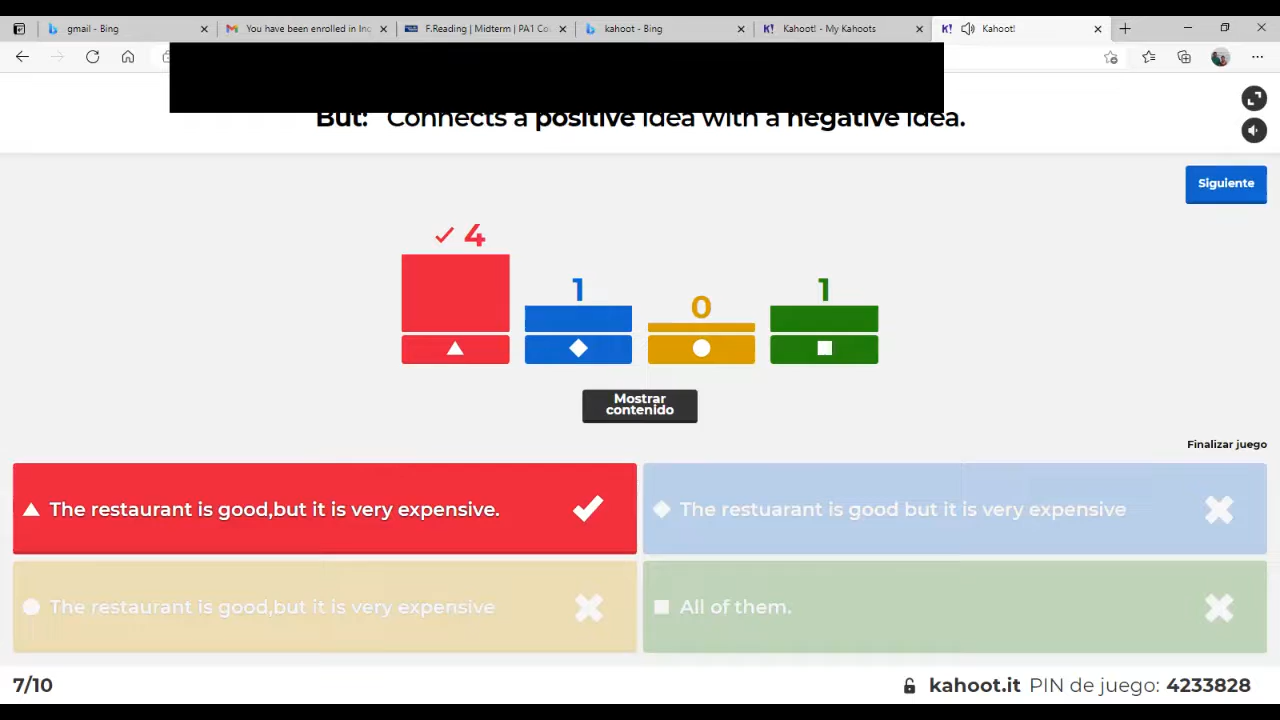 gmail - Bing
You have been enrolled in Inc
F.Reading | Midterm | PA1 Co
kahoot - Bing
K! Kahoot! - My Kahoots
K! Kahoot!
But: Connects a positive idea with a negative idea.
Siguiente
4
1
0
1
Mostrar
contenido
Finalizar juego
The restaurant is good,but it is very expensive.
The restuarant is good but it is very expensive
The restaurant is good,but it is very expensive
All of them.
7/10
kahoot.it PIN de juego: 4233828